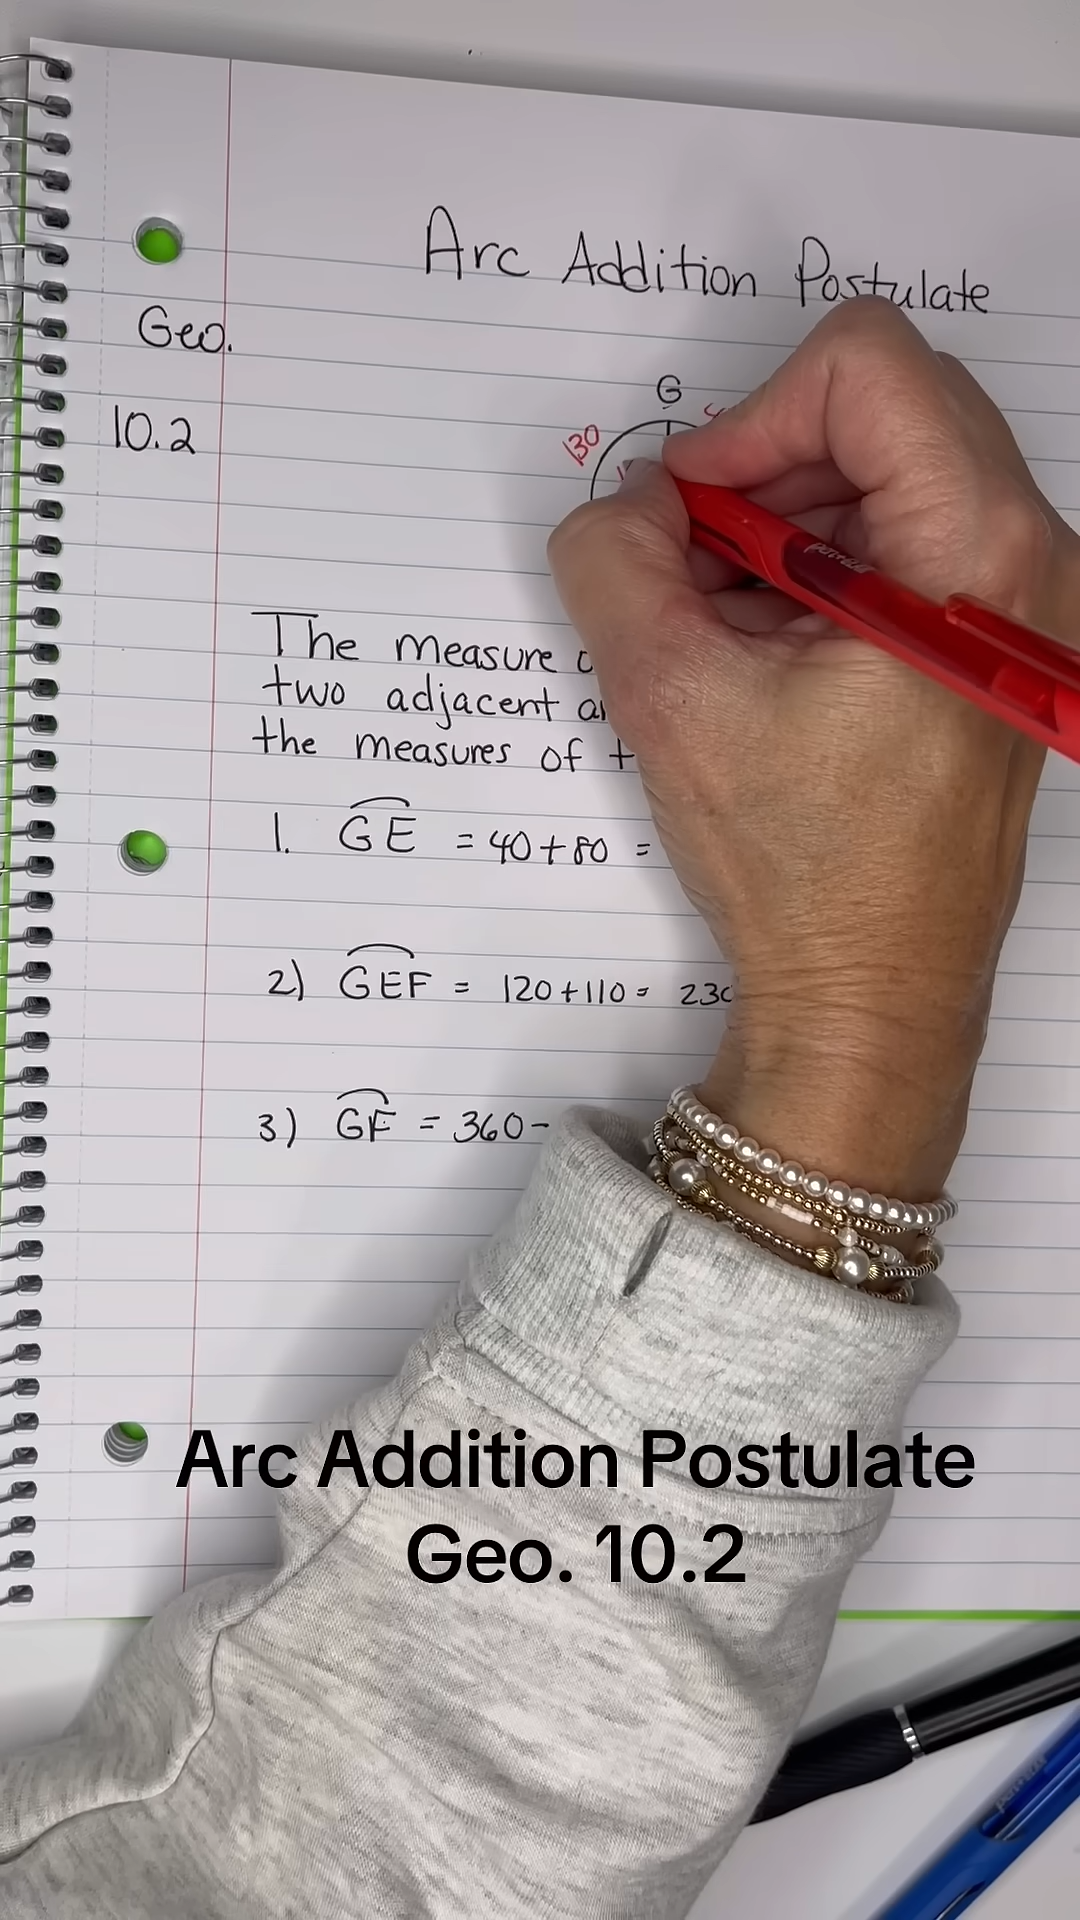 Arc Addition Postulate
Geo.
10.2
G
130
The measure
two adjacent
the measures of
1. GE = 40+80 =
2) GEF = 120+110= 230
3) GF = 360-
Arc Addition Postulate
Geo. 10.2